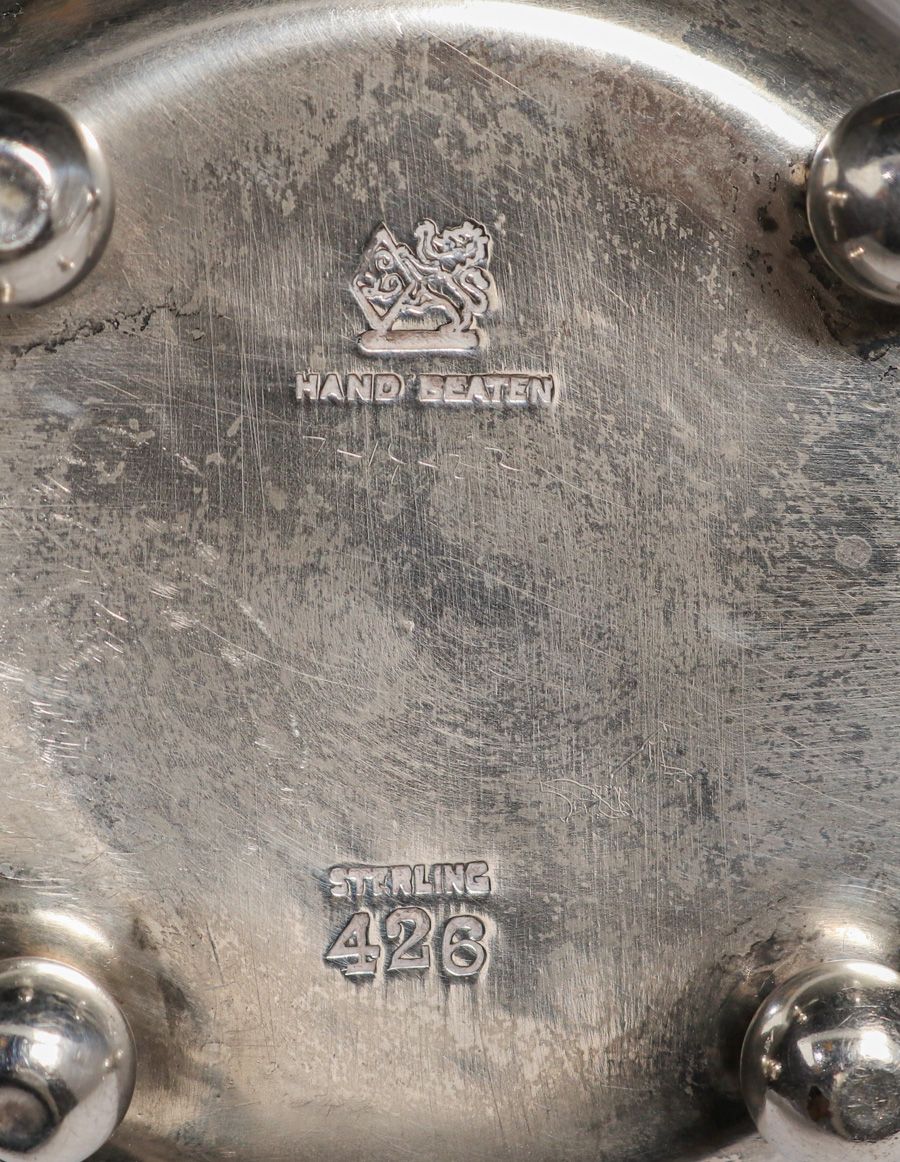 HAND BEATEN
STERLING
426